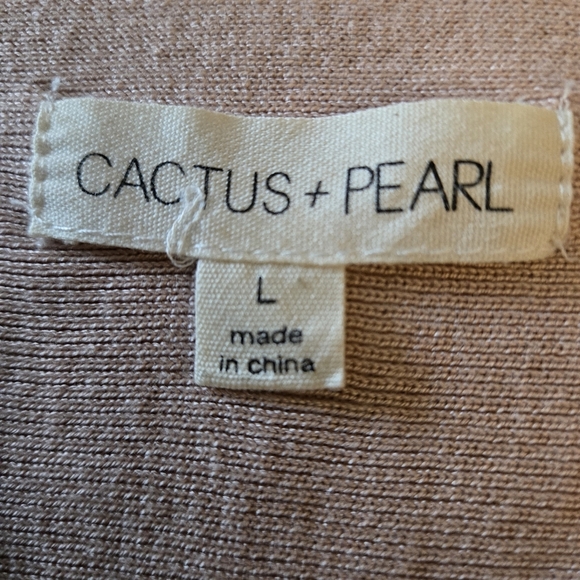 CACTUS + PEARL
L
made
in china